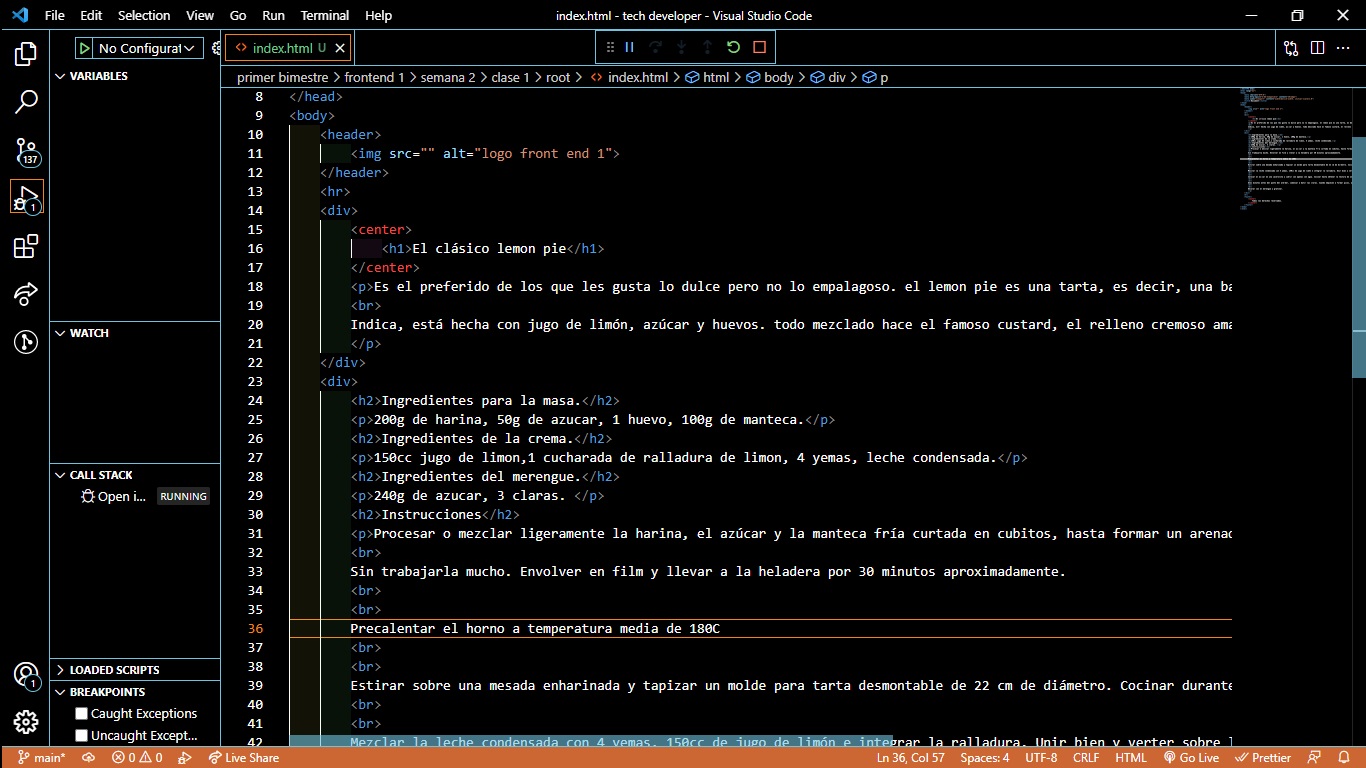 File Edit Selection View Go Run Terminal Help
index.html - tech developer - Visual Studio Code
No Configurat
index.html U
primer bimestre > frontend 1 > semana 2 > clase 1 > root > <> index.html > html > body > div > p
137
1
VARIABLES
WATCH
CALL STACK
Open i... RUNNING
LOADED SCRIPTS
BREAKPOINTS
Caught Exceptions
Uncaught Except...
1
8 </head>
9 <body>
10 <header>
11 <img src="" alt="logo front end 1">
12 </header>
13 <hr>
14 <div>
15 <center>
16 <h1>El clásico lemon pie</h1>
17 </center>
18 <p>Es el preferido de los que les gusta lo dulce pero no lo empalagoso. el lemon pie es una tarta, es decir, una ba
19 <br>
20 Indica, está hecha con jugo de limón, azúcar y huevos. todo mezclado hace el famoso custard, el relleno cremoso ama
21 </p>
22 </div>
23 <div>
24 <h2>Ingredientes para la masa.</h2>
25 <p>200g de harina, 50g de azucar, 1 huevo, 100g de manteca.</p>
26 <h2>Ingredientes de la crema.</h2>
27 <p>150cc jugo de limon,1 cucharada de ralladura de limon, 4 yemas, leche condensada.</p>
28 <h2>Ingredientes del merengue.</h2>
29 <p>240g de azucar, 3 claras. </p>
30 <h2>Instrucciones</h2>
31 <p>Procesar o mezclar ligeramente la harina, el azúcar y la manteca fría curtada en cubitos, hasta formar un arenad
32 <br>
33 Sin trabajarla mucho. Envolver en film y llevar a la heladera por 30 minutos aproximadamente.
34 <br>
35 <br>
36 Precalentar el horno a temperatura media de 180C
37 <br>
38 <br>
39 Estirar sobre una mesada enharinada y tapizar un molde para tarta desmontable de 22 cm de diámetro. Cocinar durante
40 <br>
41 <br>
42 Mezclar la leche condensada con 4 yemas, 150cc de jugo de limón e integrar la ralladura. Unir bien y verter sobre l
main* 0 0 Live Share Ln 36, Col 57 Spaces: 4 UTF-8 CRLF HTML Go Live Prettier